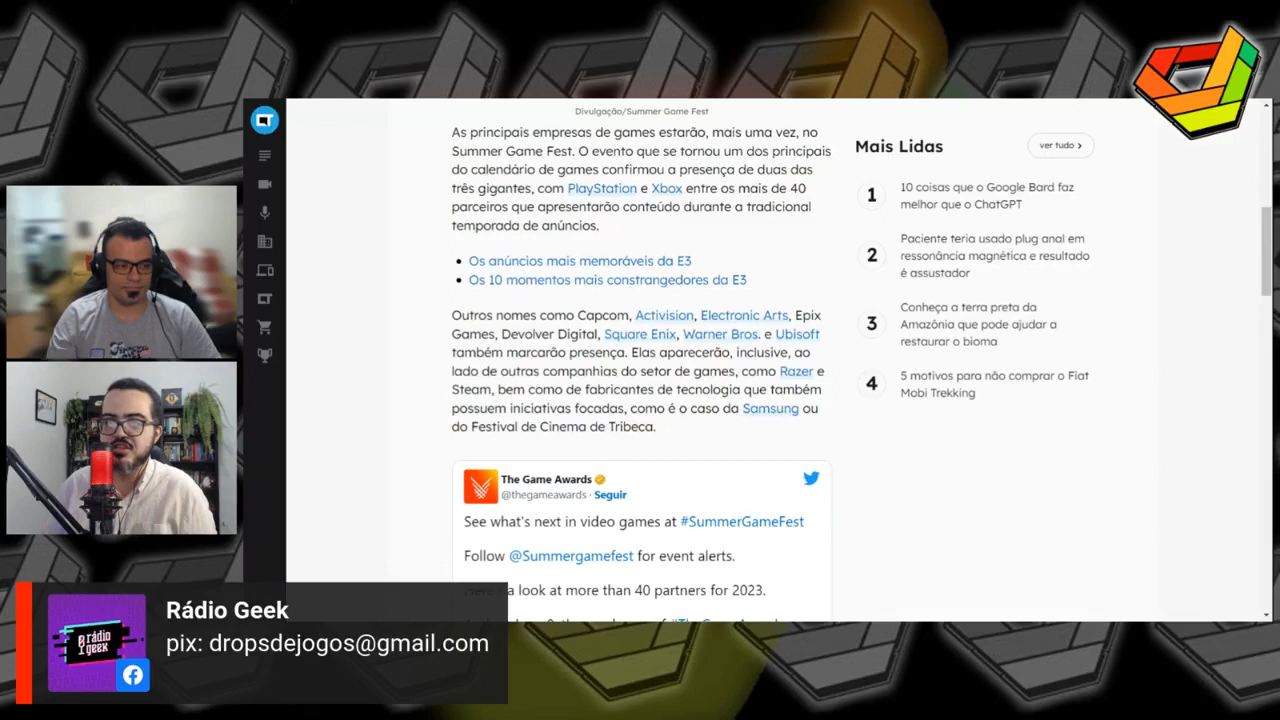 Divulgação/Summer Game Fest
As principais empresas de games estarão, mais uma vez, no
Summer Game Fest. O evento que se tornou um dos principais
do calendário de games confirmou a presença de duas das
três gigantes, com PlayStation e Xbox entre os mais de 40
parceiros que apresentarão conteúdo durante a tradicional
temporada de anúncios.
Os anúncios mais memoráveis da E3
Os 10 momentos mais constrangedores da E3
Outros nomes como Capcom, Activision, Electronic Arts, Epix
Games, Devolver Digital, Square Enix, Warner Bros. e Ubisoft
também marcarão presença. Elas aparecerão, inclusive, ao
lado de outras companhias do setor de games, como Razer e
Steam, bem como de fabricantes de tecnologia que também
possuem iniciativas focadas, como é o caso da Samsung ou
do Festival de Cinema de Tribeca.
The Game Awards
@thegameawards · Seguir
See what's next in video games at #SummerGameFest
Follow @Summergamefest for event alerts.
a look at more than 40 partners for 2023.
Mais Lidas
ver tudo
1
10 coisas que o Google Bard faz
melhor que o ChatGPT
2
Paciente teria usado plug anal em
ressonância magnética e resultado
é assustador
3
Conheça a terra preta da
Amazônia que pode ajudar a
restaurar o bioma
4
5 motivos para não comprar o Fiat
Mobi Trekking
rádio
geek
Rádio Geek
pix: dropsdejogos@gmail.com